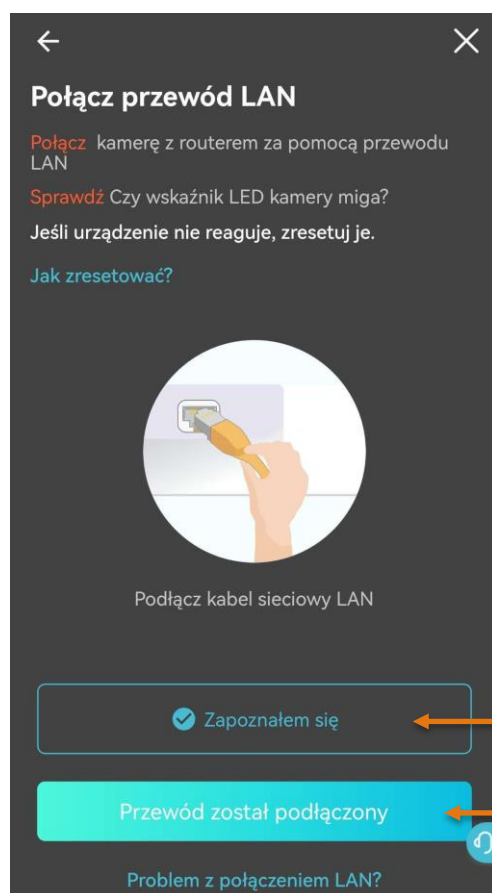 Połącz przewód LAN
Połącz kamerę z routerem za pomocą przewodu
LAN
Sprawdź Czy wskaźnik LED kamery miga?
Jeśli urządzenie nie reaguje, zresetuj je.
Jak zresetować?
Podłącz kabel sieciowy LAN
Zapoznałem się
Przewód został podłączony
Problem z połączeniem LAN?